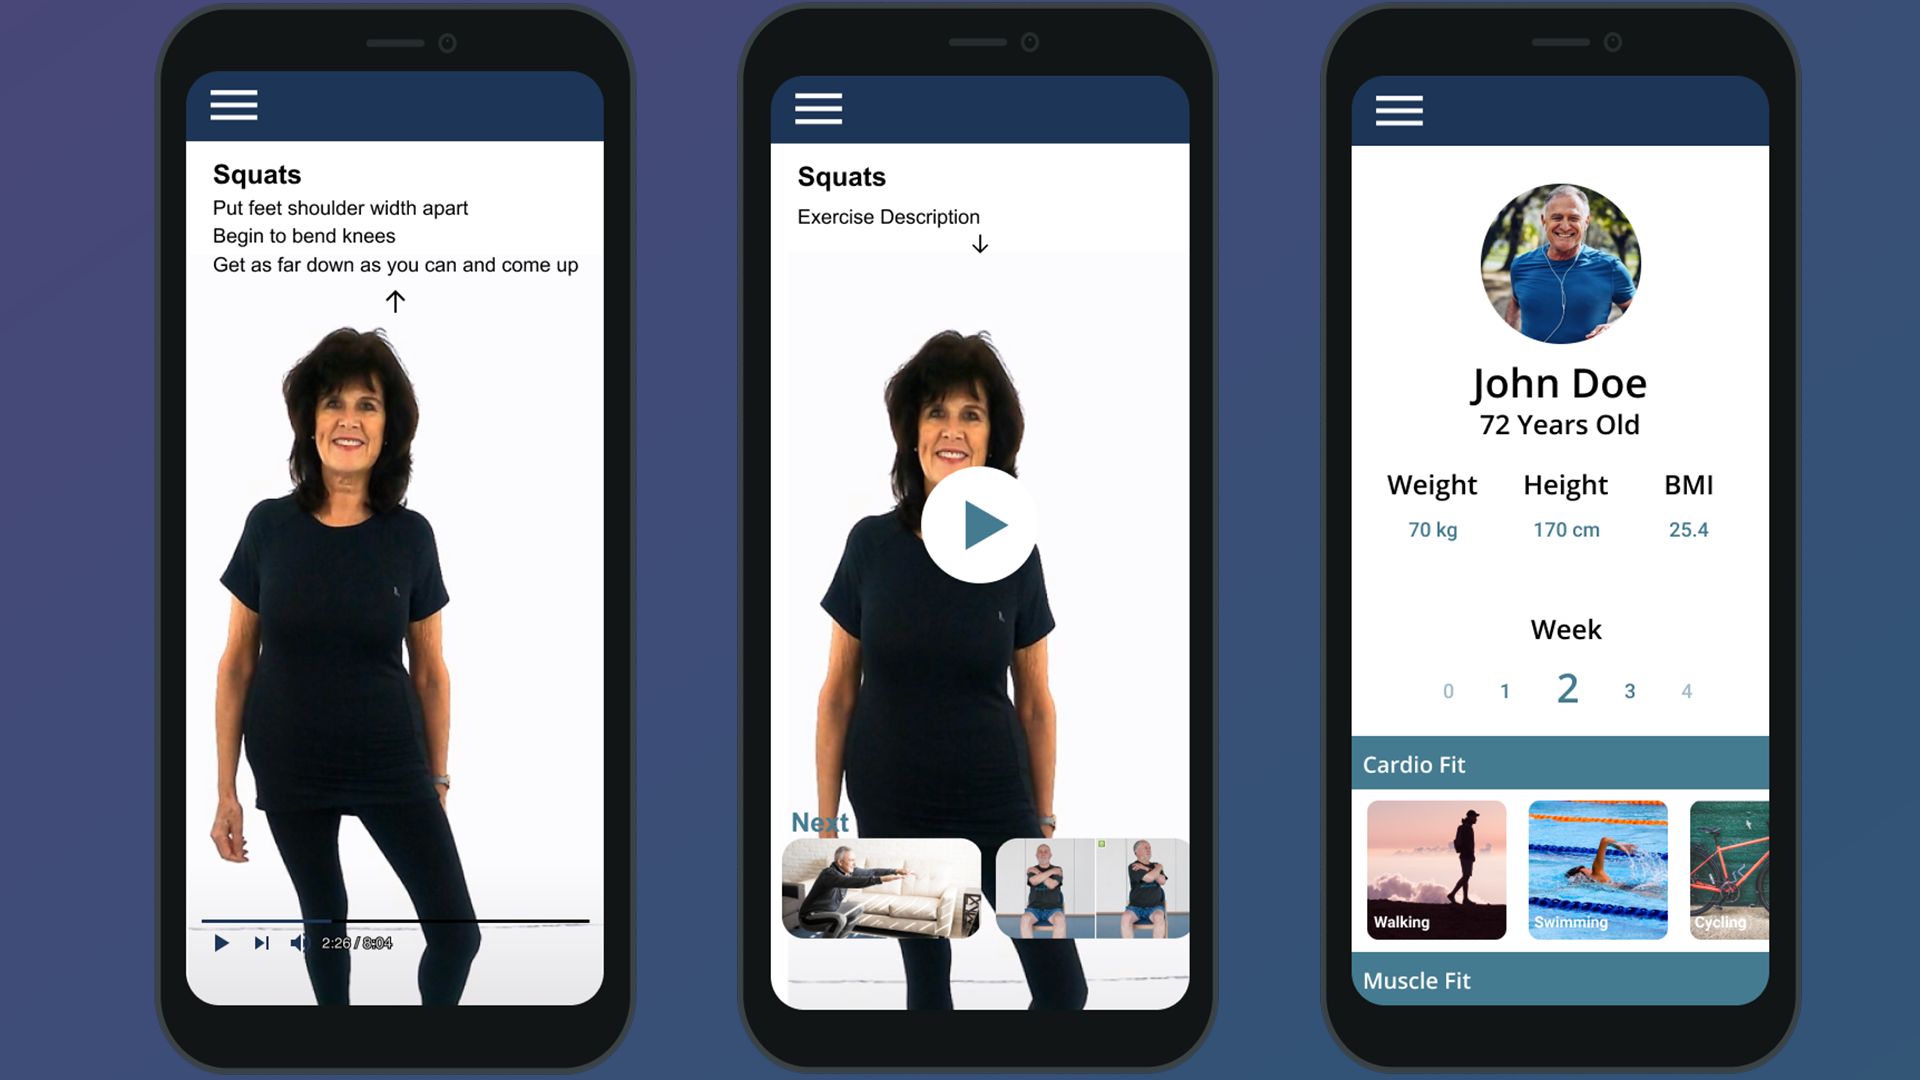 Squats
Put feet shoulder width apart
Begin to bend knees
Get as far down as you can and come up
2:26 / 8:04
Squats
Exercise Description
Next
John Doe
72 Years Old
Weight Height BMI
70 kg 170 cm 25.4
Week
0 1 2 3 4
Cardio Fit
Walking Swimming Cycling
Muscle Fit